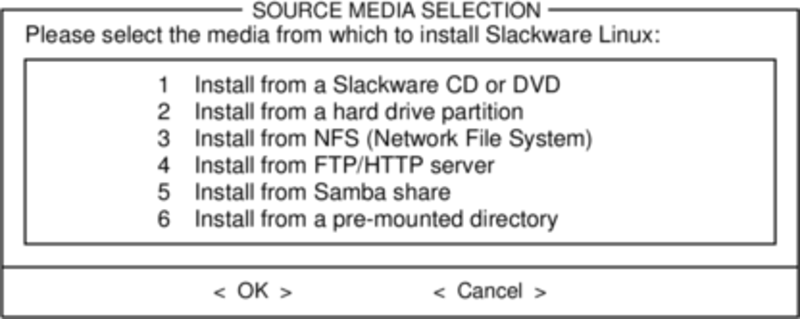 SOURCE MEDIA SELECTION
Please select the media from which to install Slackware Linux:
1 Install from a Slackware CD or DVD
2 Install from a hard drive partition
3 Install from NFS (Network File System)
4 Install from FTP/HTTP server
5 Install from Samba share
6 Install from a pre-mounted directory
< OK > < Cancel >